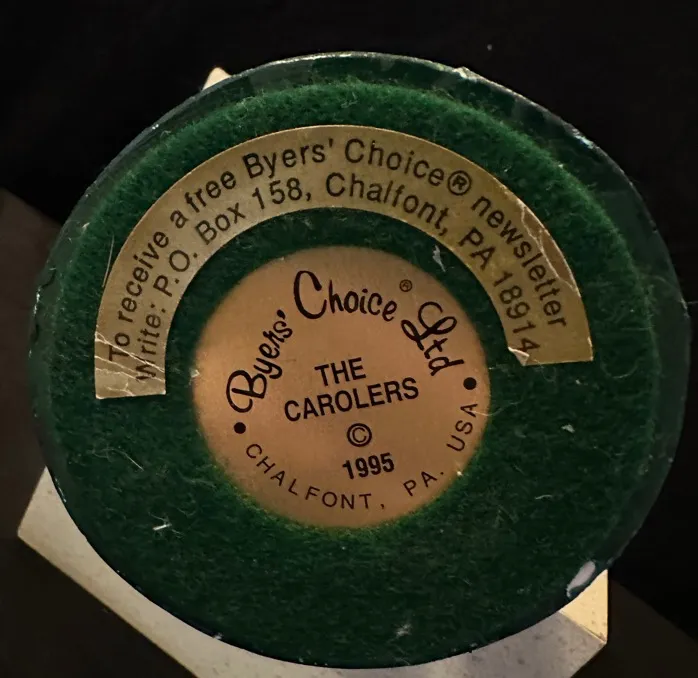 To receive a free Byers' Choice® newsletter
Write: P.O. Box 158, Chalfont, PA 18914
Byers' Choice® Ltd
THE
CAROLERS
©
1995
• CHALFONT, PA. USA •